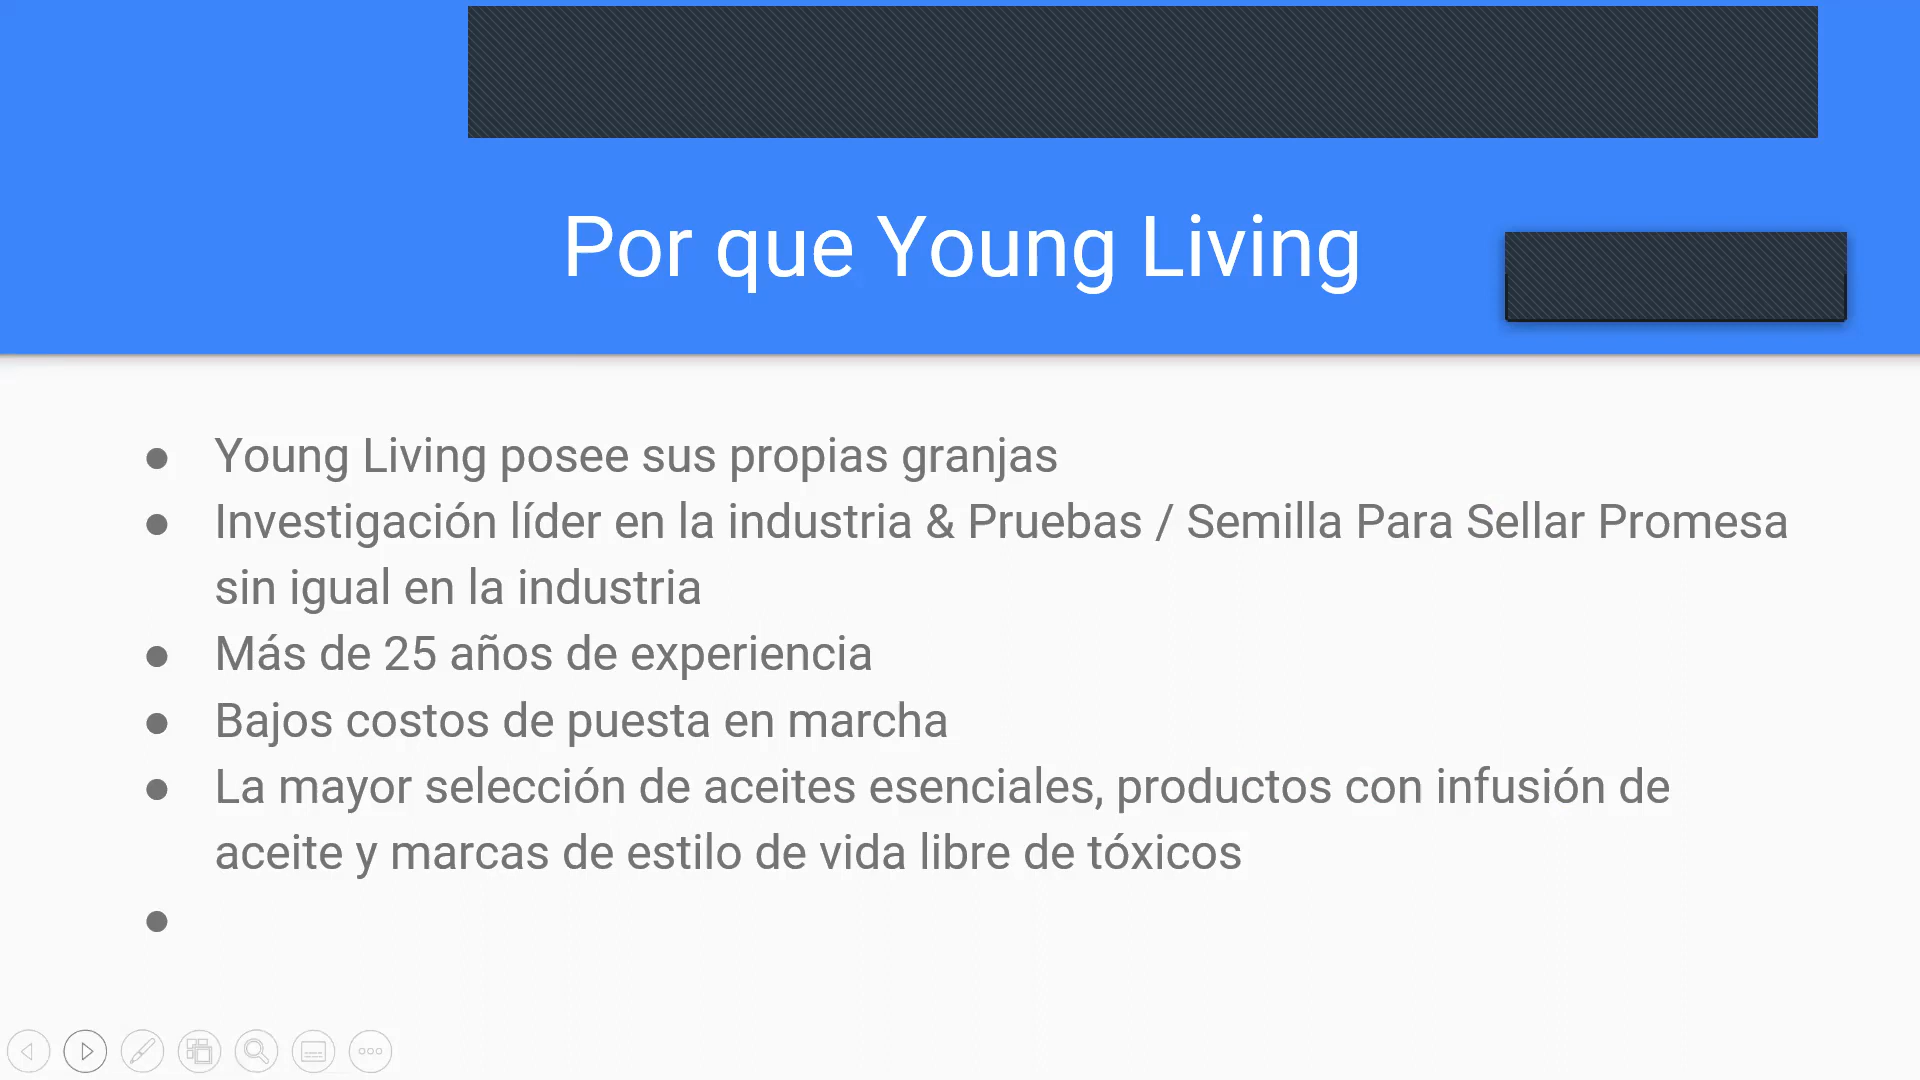 Por que Young Living
● Young Living posee sus propias granjas
● Investigación líder en la industria & Pruebas / Semilla Para Sellar Promesa
sin igual en la industria
● Más de 25 años de experiencia
● Bajos costos de puesta en marcha
● La mayor selección de aceites esenciales, productos con infusión de
aceite y marcas de estilo de vida libre de tóxicos
●